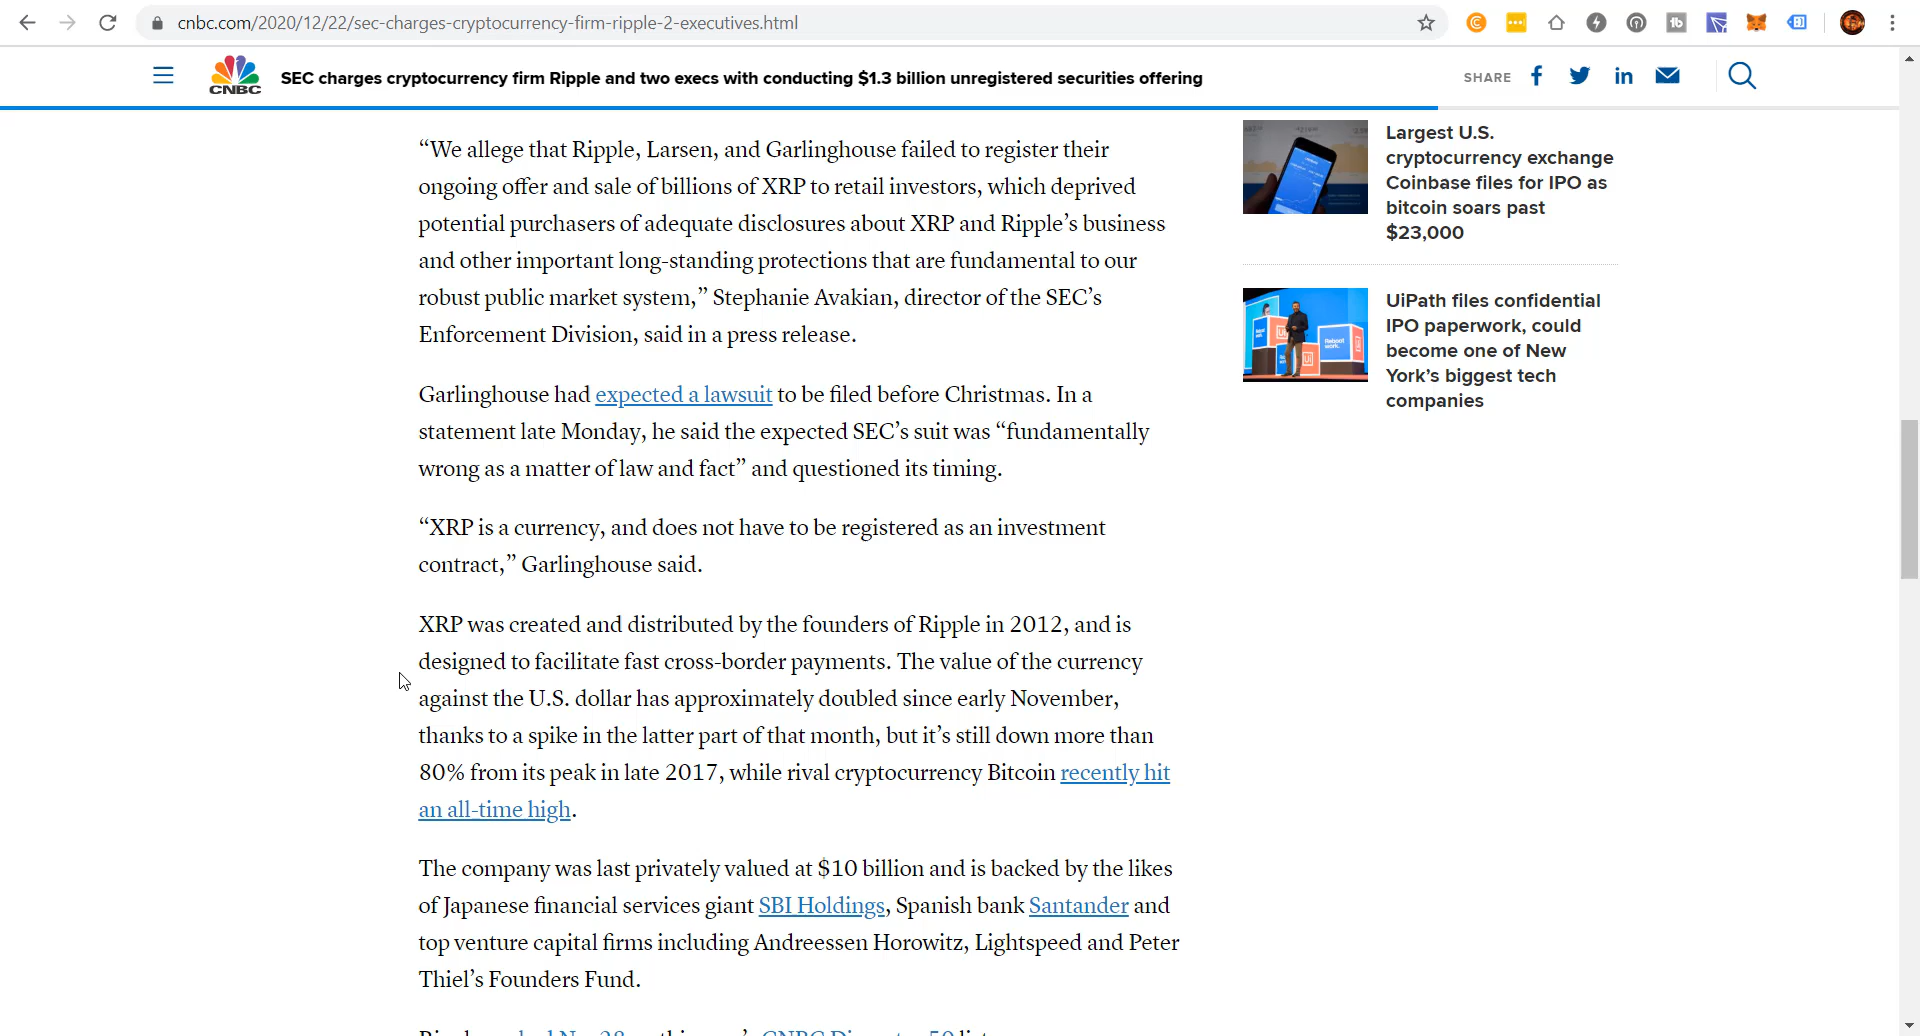 cnbc.com/2020/12/22/sec-charges-cryptocurrency-firm-ripple-2-executives.html
CNBC
SEC charges cryptocurrency firm Ripple and two execs with conducting $1.3 billion unregistered securities offering
SHARE
“We allege that Ripple, Larsen, and Garlinghouse failed to register their
ongoing offer and sale of billions of XRP to retail investors, which deprived
potential purchasers of adequate disclosures about XRP and Ripple’s business
and other important long-standing protections that are fundamental to our
robust public market system,” Stephanie Avakian, director of the SEC’s
Enforcement Division, said in a press release.
Garlinghouse had expected a lawsuit to be filed before Christmas. In a
statement late Monday, he said the expected SEC’s suit was “fundamentally
wrong as a matter of law and fact” and questioned its timing.
“XRP is a currency, and does not have to be registered as an investment
contract,” Garlinghouse said.
XRP was created and distributed by the founders of Ripple in 2012, and is
designed to facilitate fast cross-border payments. The value of the currency
against the U.S. dollar has approximately doubled since early November,
thanks to a spike in the latter part of that month, but it’s still down more than
80% from its peak in late 2017, while rival cryptocurrency Bitcoin recently hit
an all-time high.
The company was last privately valued at $10 billion and is backed by the likes
of Japanese financial services giant SBI Holdings, Spanish bank Santander and
top venture capital firms including Andreessen Horowitz, Lightspeed and Peter
Thiel’s Founders Fund.
Largest U.S.
cryptocurrency exchange
Coinbase files for IPO as
bitcoin soars past
$23,000
UiPath files confidential
IPO paperwork, could
become one of New
York’s biggest tech
companies